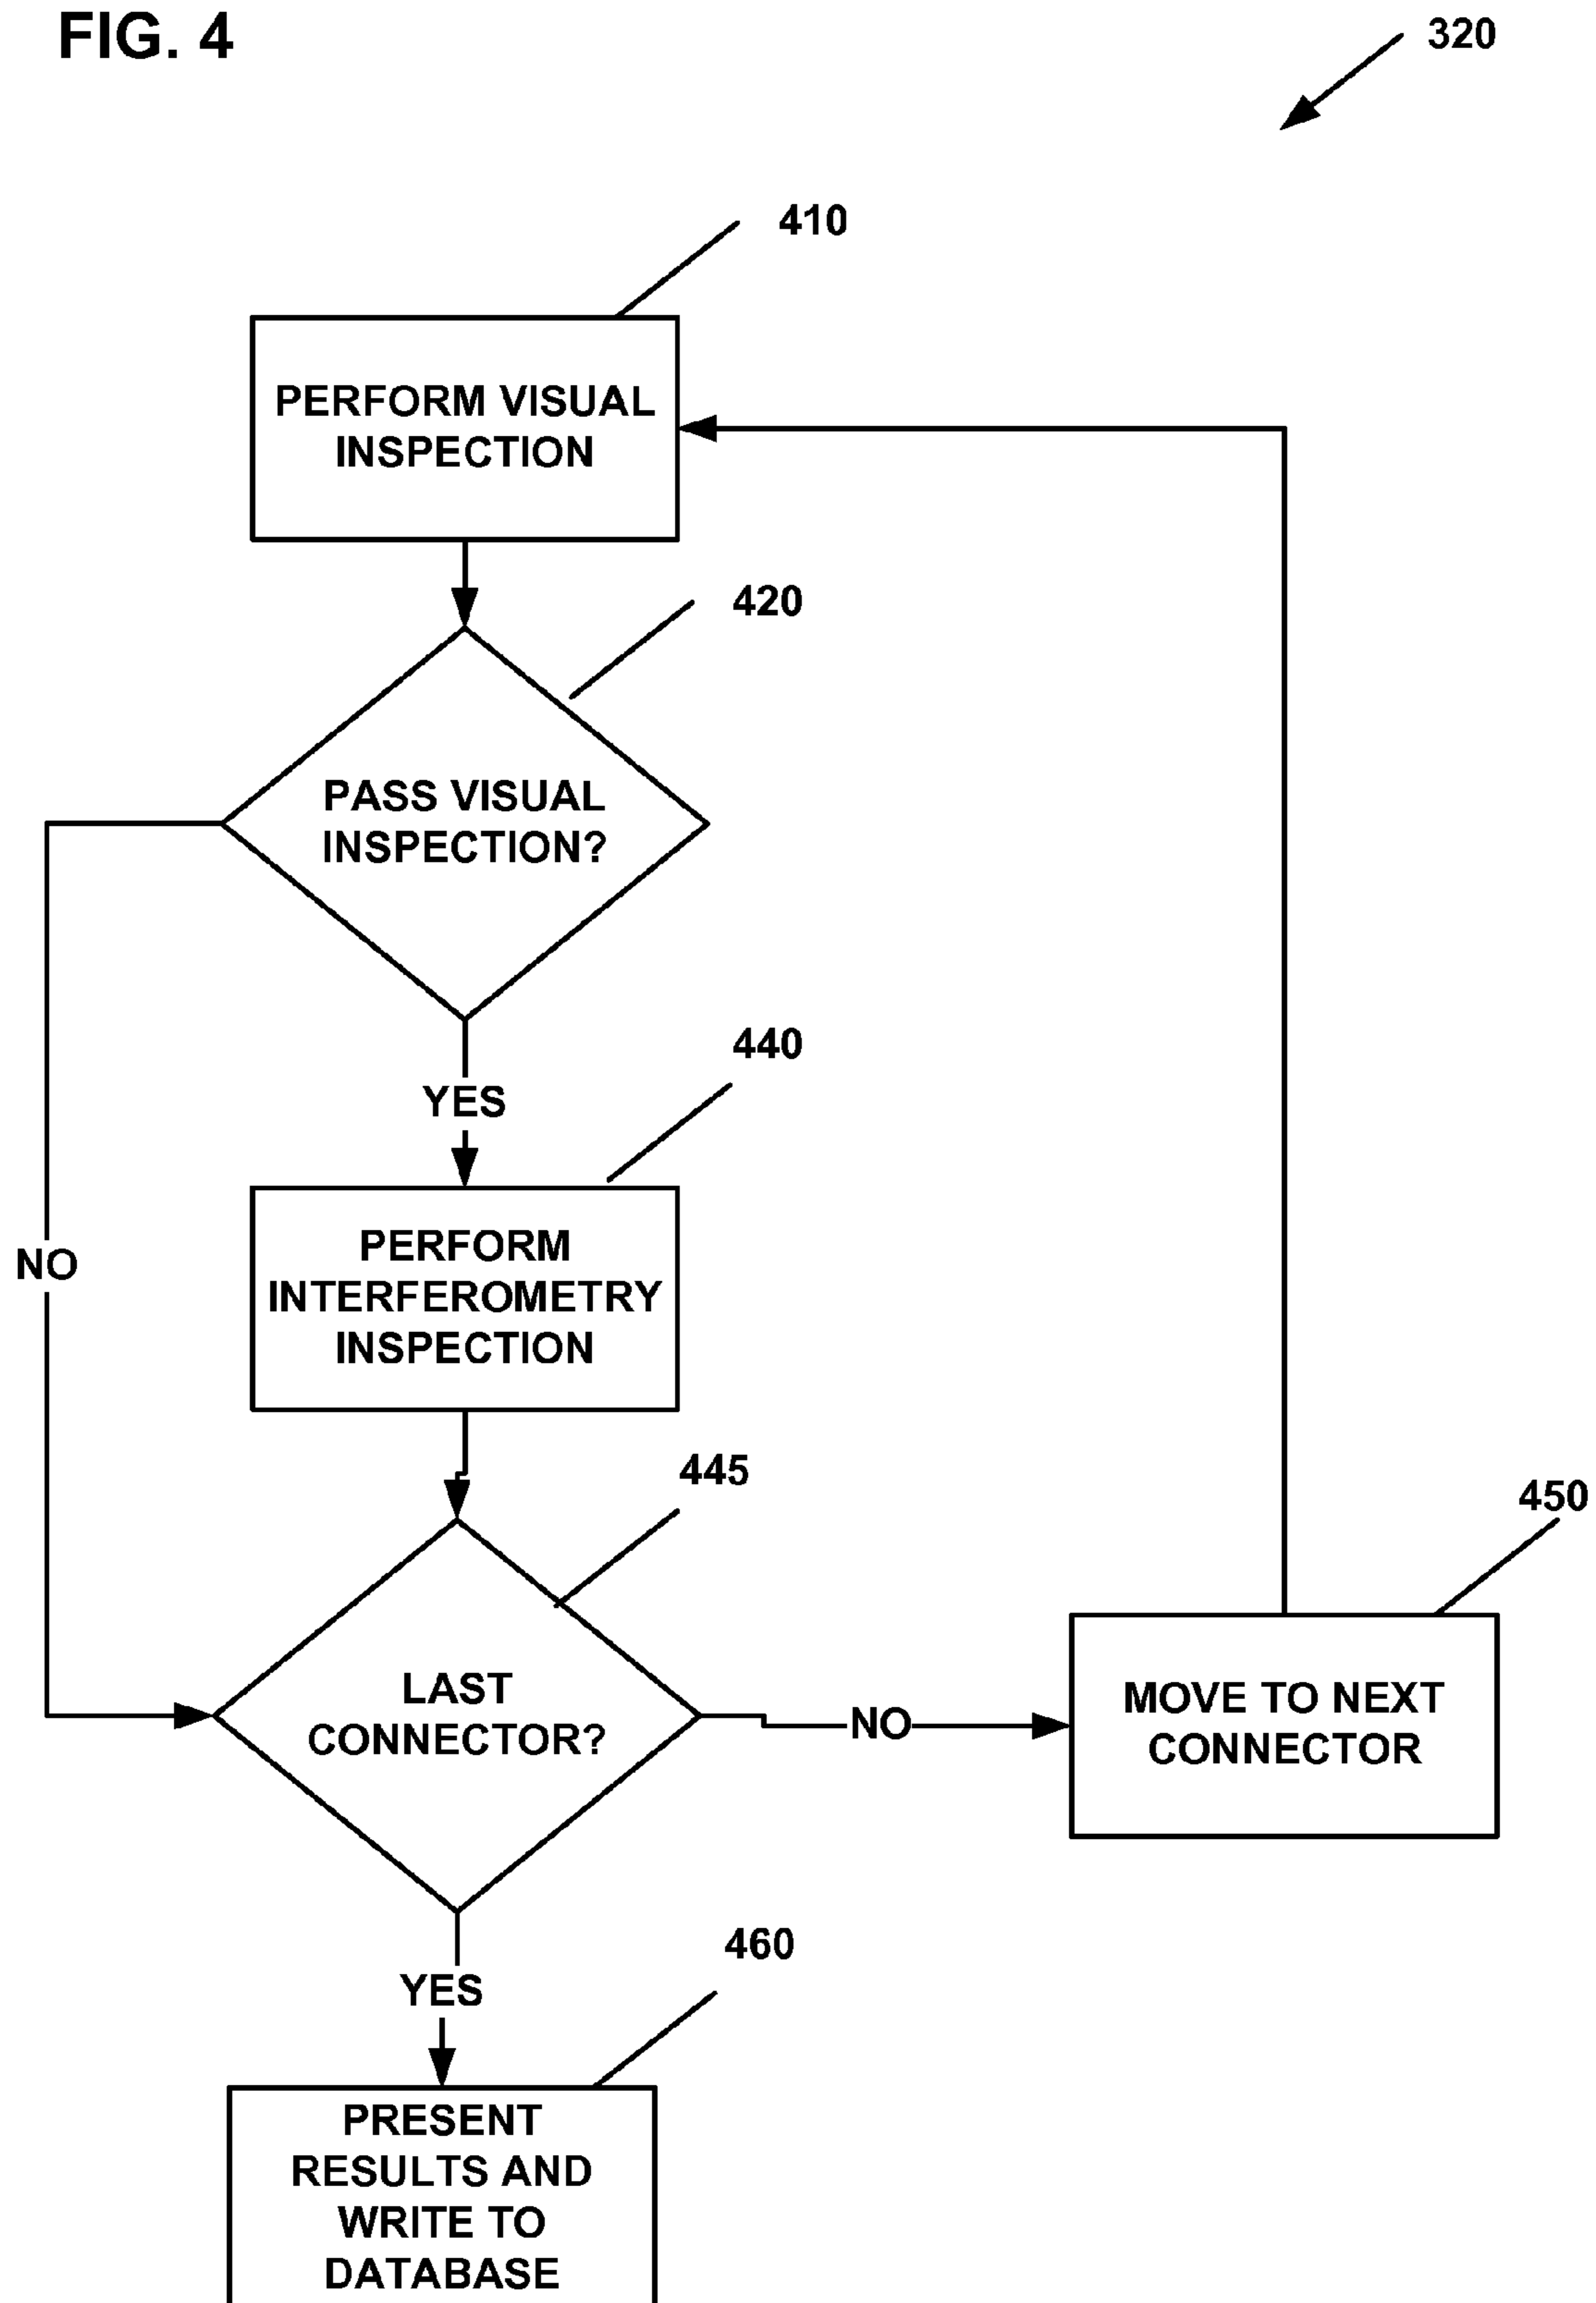 FIG. 4
320
410
PERFORM VISUAL
INSPECTION
420
PASS VISUAL
INSPECTION?
440
YES
PERFORM
INTERFEROMETRY
INSPECTION
NO
445
450
LAST
CONNECTOR?
NO
MOVE TO NEXT
CONNECTOR
460
YES
PRESENT
RESULTS AND
WRITE TO
DATABASE